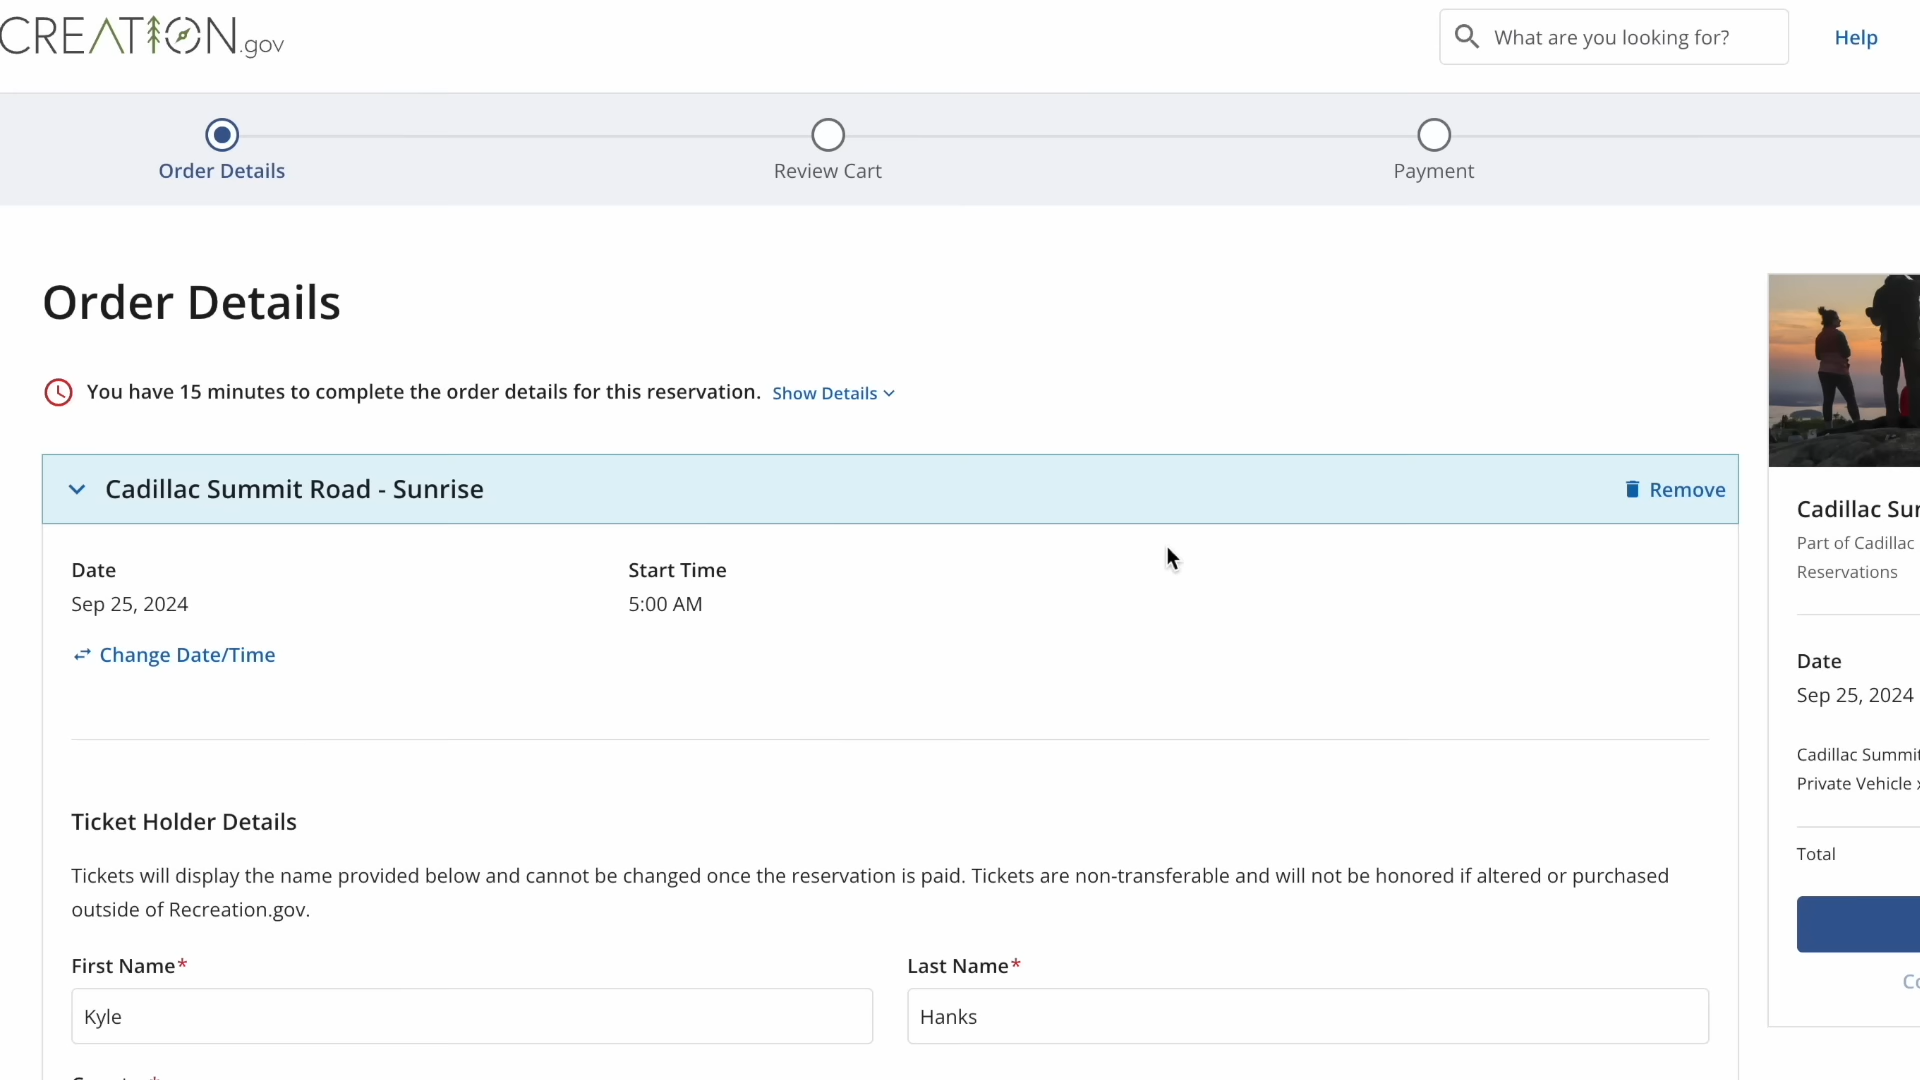 CREATION.gov
What are you looking for?
Help
Order Details
Review Cart
Payment
Order Details
You have 15 minutes to complete the order details for this reservation. Show Details
Cadillac Summit Road - Sunrise
Remove
Date
Start Time
Sep 25, 2024
5:00 AM
Change Date/Time
Ticket Holder Details
Tickets will display the name provided below and cannot be changed once the reservation is paid. Tickets are non-transferable and will not be honored if altered or purchased
outside of Recreation.gov.
First Name*
Last Name*
Kyle
Hanks
Cadillac Su
Part of Cadillac
Reservations
Date
Sep 25, 2024
Cadillac Summit
Private Vehicle
Total